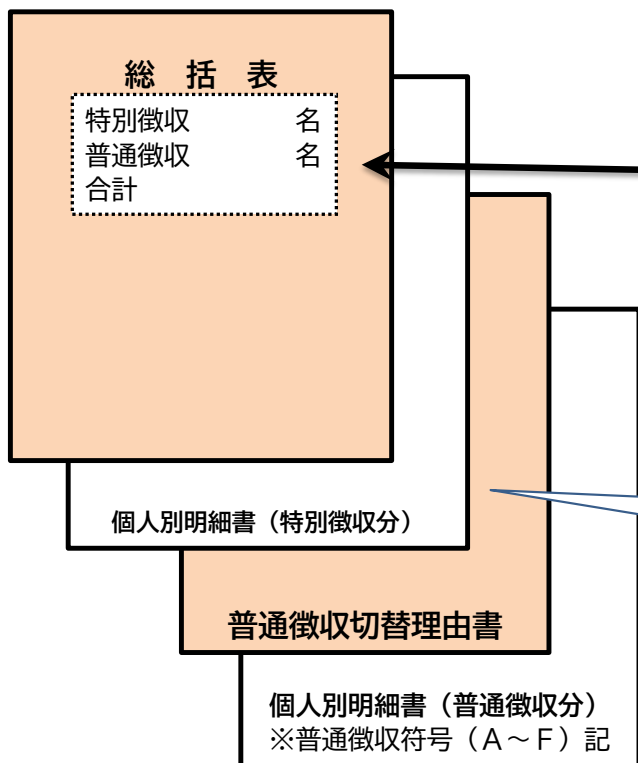 総　括　表
特別徴収　　　　名
普通徴収　　　　名
合計
個人別明細書（特別徴収分）
普通徴収切替理由書
個人別明細書（普通徴収分）
※普通徴収符号（Ａ～Ｆ）記